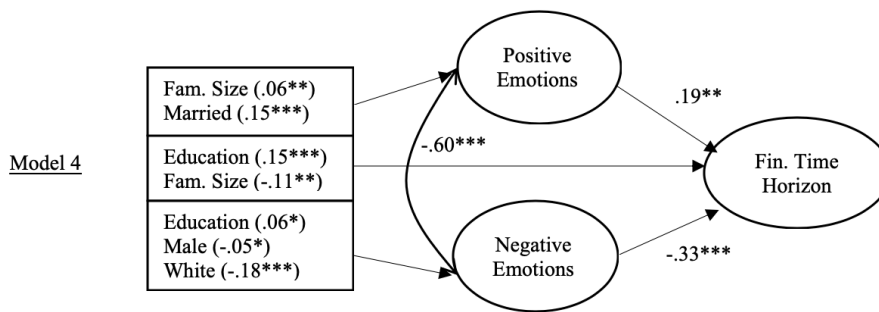 Model 4
Fam. Size (.06**)
Married (.15***)
Education (.15***)
Fam. Size (-.11**)
Education (.06*)
Male (-.05*)
White (-.18***)
Positive
Emotions
-.60***
Negative
Emotions
.19**
-.33***
Fin. Time
Horizon